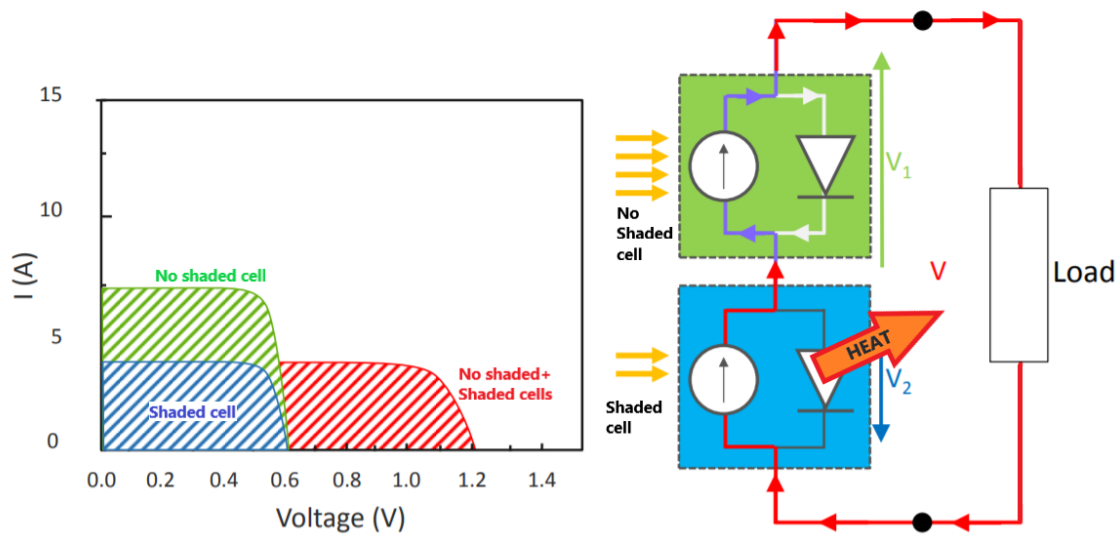 15
10
5
0
I (A)
No shaded cell
Shaded cell
No shaded+
Shaded cells
0.0 0.2 0.4 0.6 0.8 1.0 1.2 1.4
Voltage (V)
No
Shaded
cell
V1
V
Load
HEAT
V2
Shaded
cell